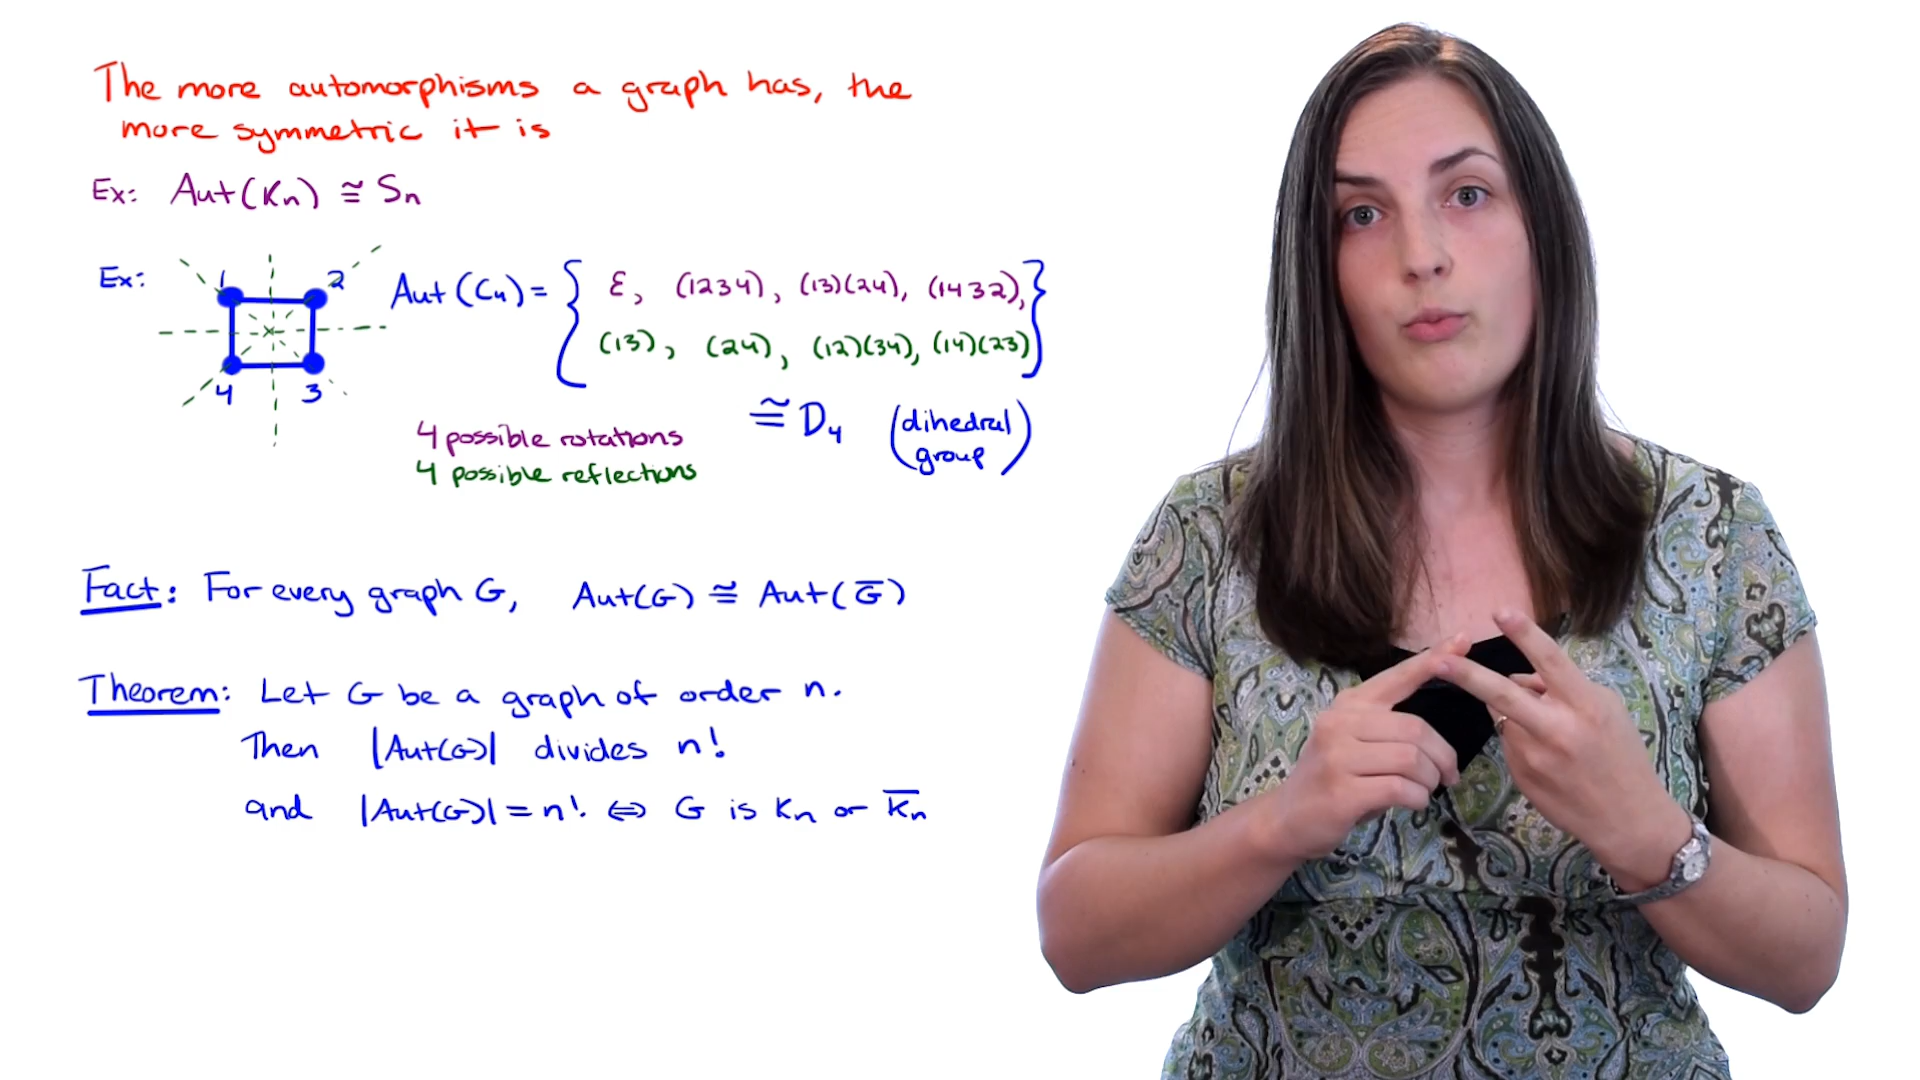 The more automorphisms a graph has, the
more symmetric it is
Ex: Aut(Kn) ≅ Sn
Ex: 1 2 4 3 Aut(C4) = { ε, (1234), (13)(24), (1432),
(13), (24), (12)(34), (14)(23) }
≅ D4 (dihedral group)
4 possible rotations
4 possible reflections
Fact: For every graph G, Aut(G) ≅ Aut(G̅)
Theorem: Let G be a graph of order n.
Then |Aut(G)| divides n!
and |Aut(G)| = n! ⇔ G is Kn or K̅n